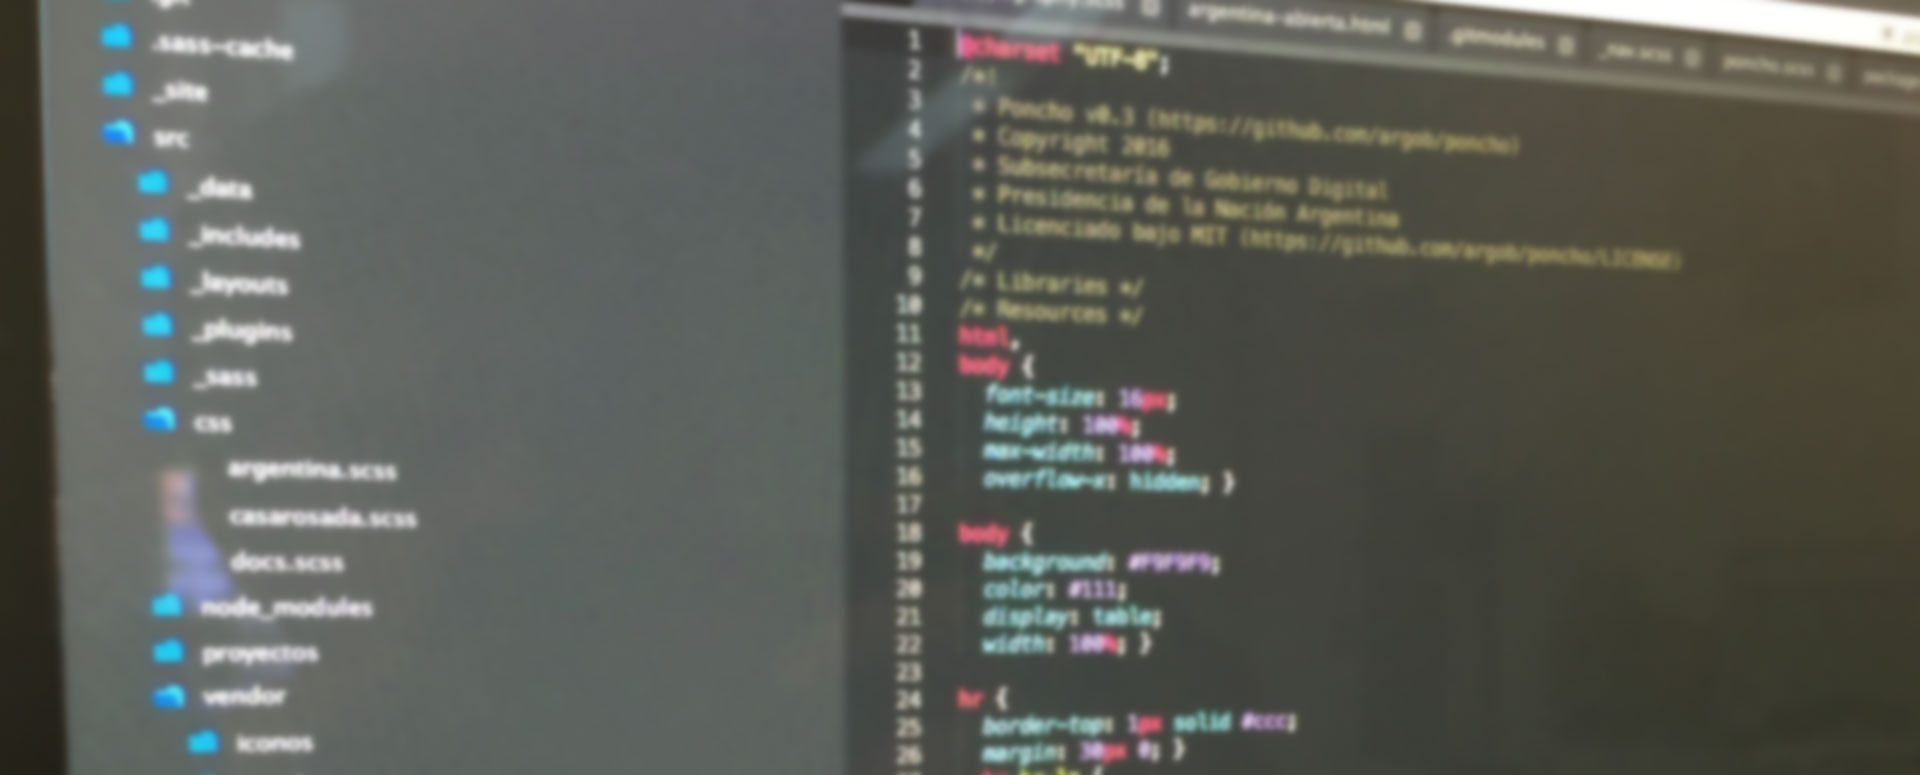 .sass-cache
_site
src
_data
_includes
_layouts
_plugins
_sass
css
argentina.scss
casarosada.scss
docs.scss
node_modules
proyectos
vendor
iconos
argentina-abierta.html
.gitmodules
_nav.scss
poncho.scss
1 @charset "UTF-8";
2 /*!
3 * Poncho v0.3 (https://github.com/argob/poncho)
4 * Copyright 2016
5 * Subsecretaría de Gobierno Digital
6 * Presidencia de la Nación Argentina
7 * Licenciado bajo MIT (https://github.com/argob/poncho/LICENSE)
8 */
9 /* Libraries */
10 /* Resources */
11 html,
12 body {
13 font-size: 16px;
14 height: 100%;
15 max-width: 100%;
16 overflow-x: hidden; }
17
18 body {
19 background: #F9F9F9;
20 color: #111;
21 display: table;
22 width: 100%; }
23
24 hr {
25 border-top: 1px solid #ccc;
26 margin: 30px 0; }